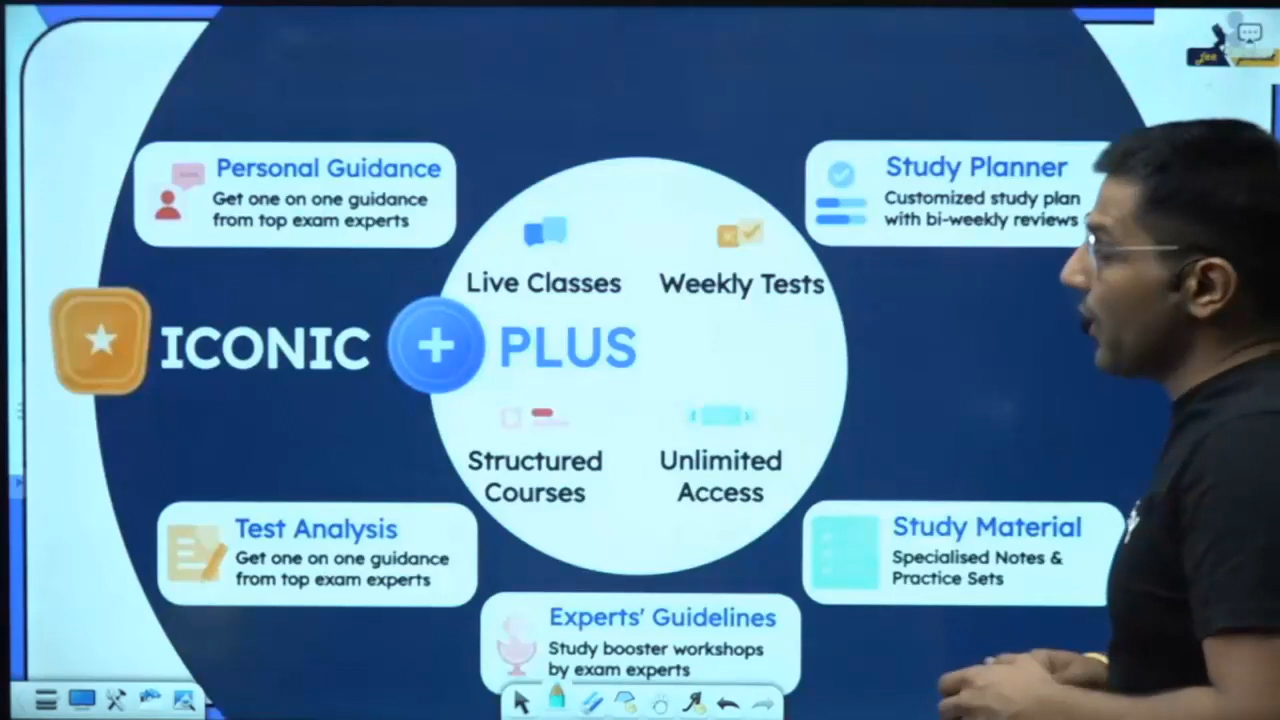 Jee
Personal Guidance
Get one on one guidance
from top exam experts
Study Planner
Customized study plan
with bi-weekly reviews
Live Classes
Weekly Tests
ICONIC + PLUS
Structured
Courses
Unlimited
Access
Test Analysis
Get one on one guidance
from top exam experts
Study Material
Specialised Notes &
Practice Sets
Experts' Guidelines
Study booster workshops
by exam experts